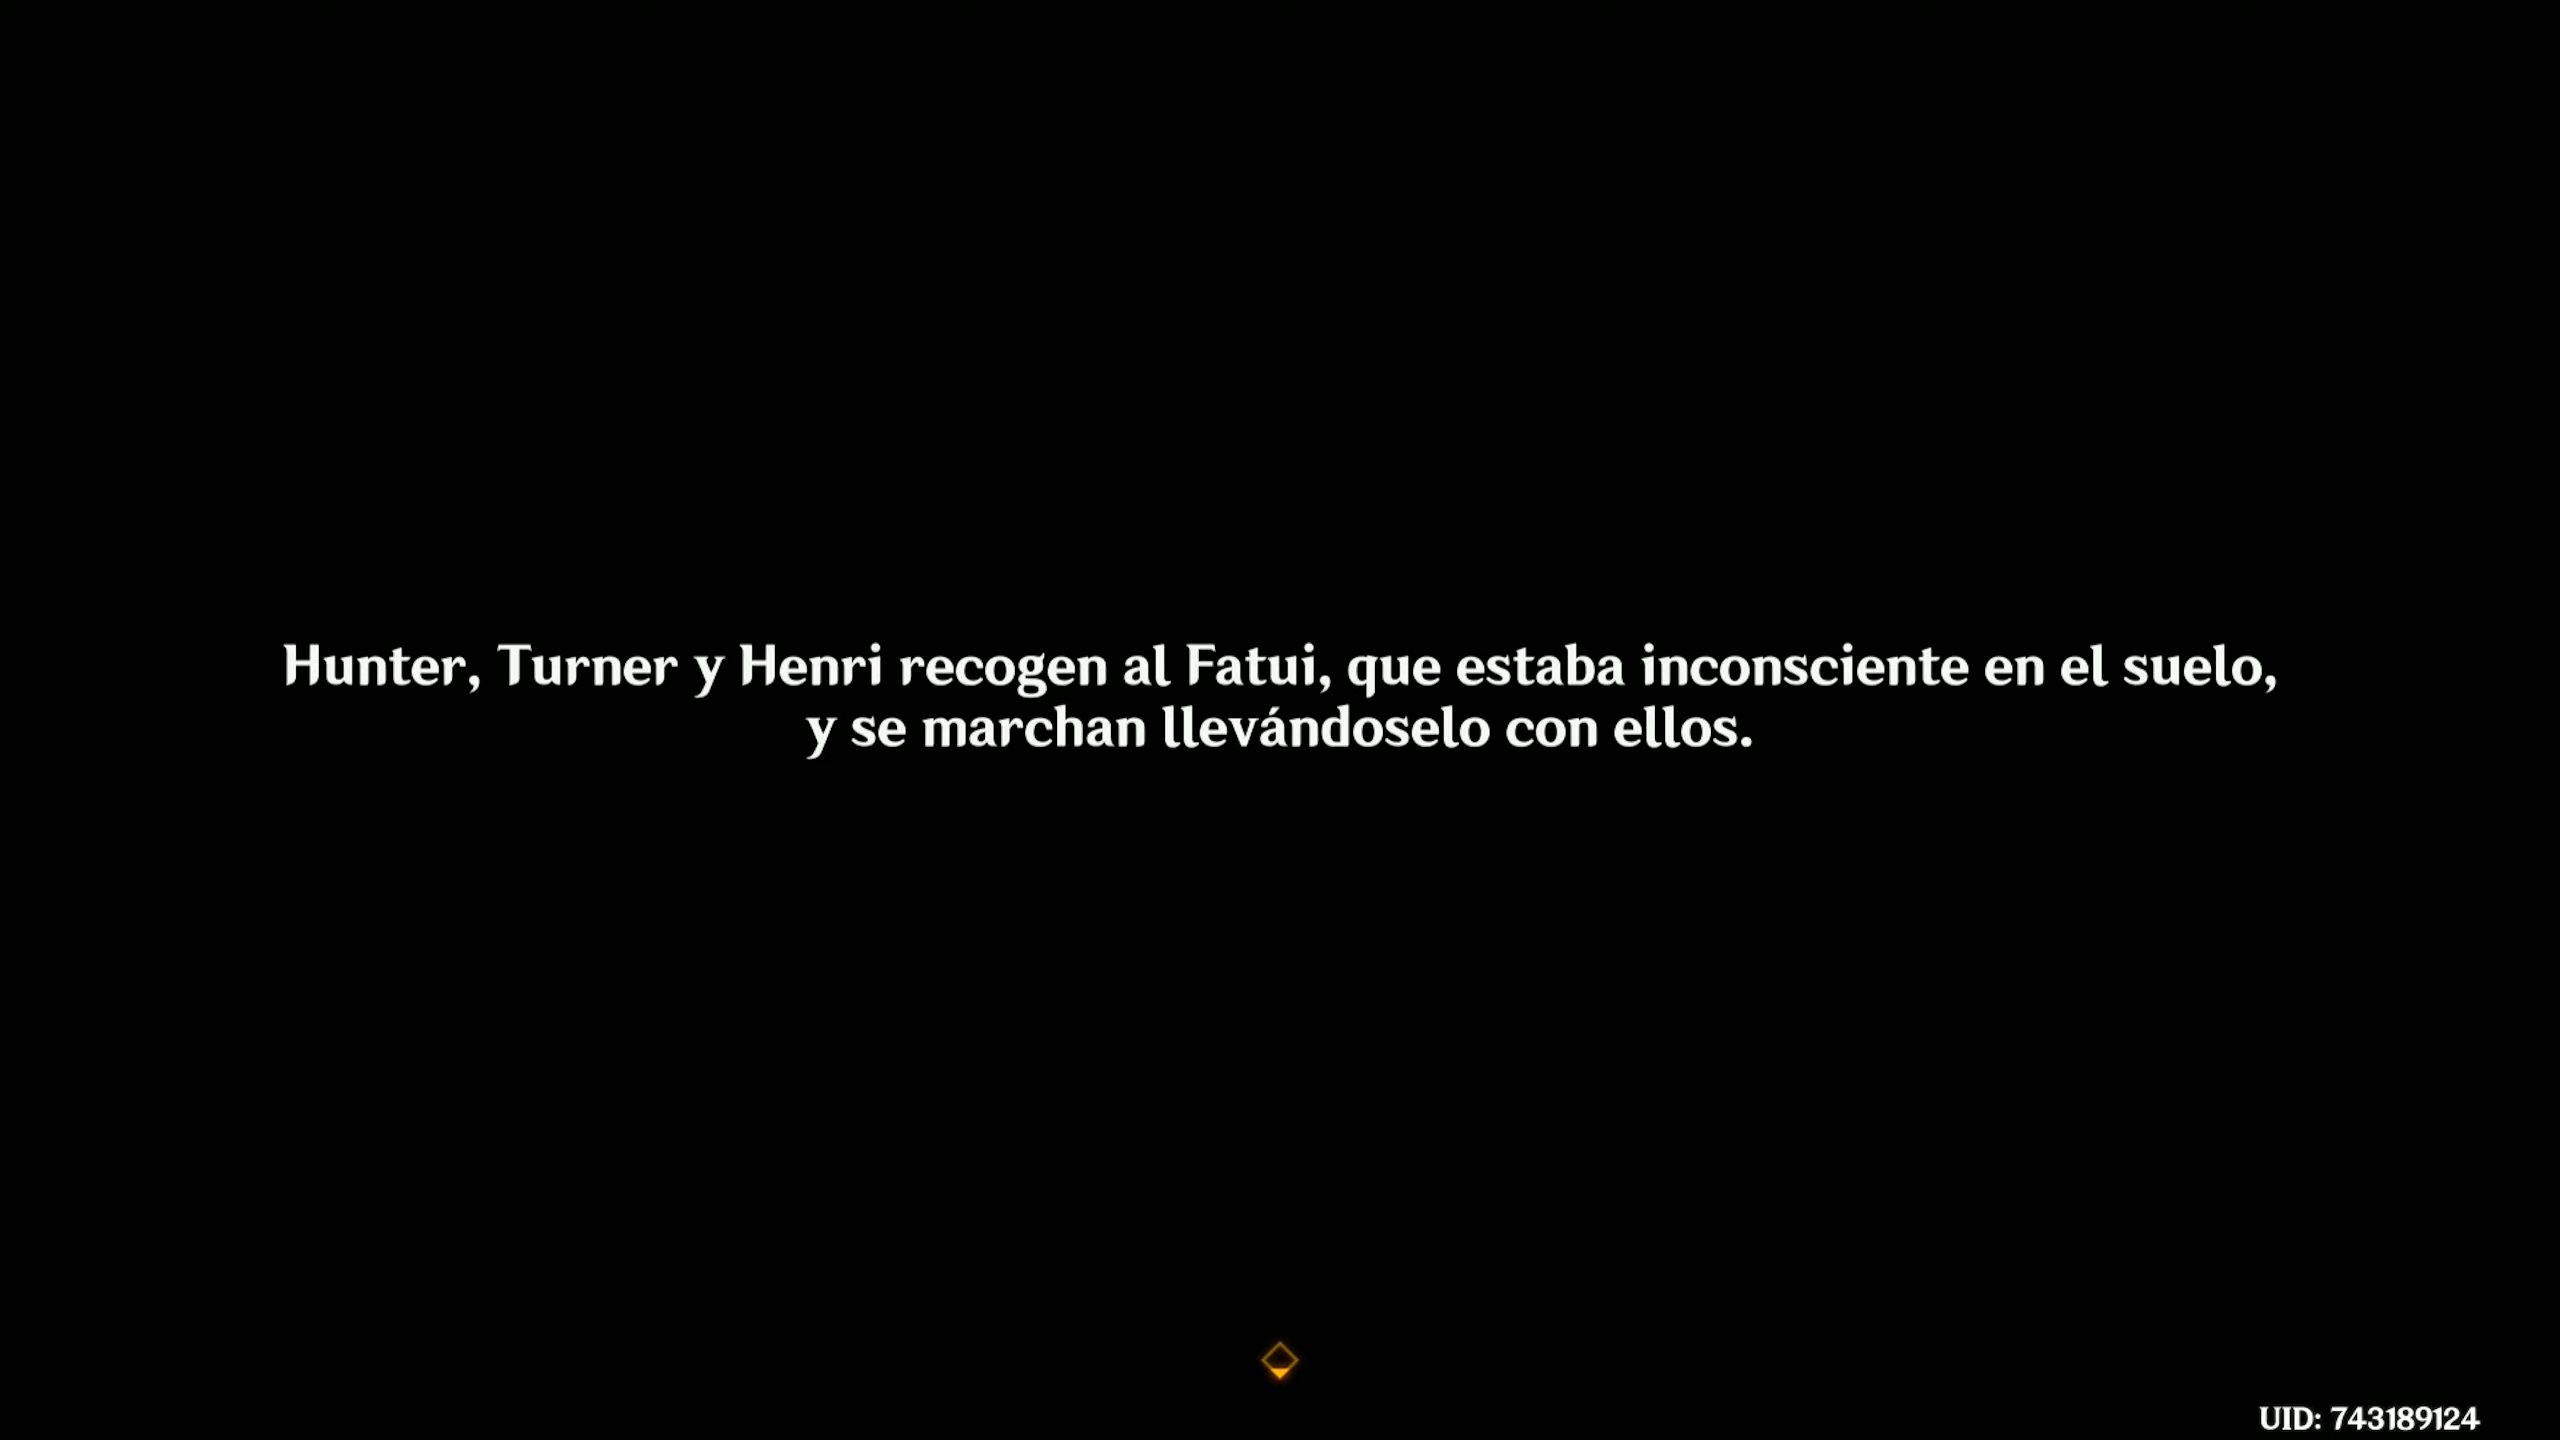 Hunter, Turner y Henri recogen al Fatui, que estaba inconsciente en el suelo,
y se marchan llevándoselo con ellos.
UID: 743189124